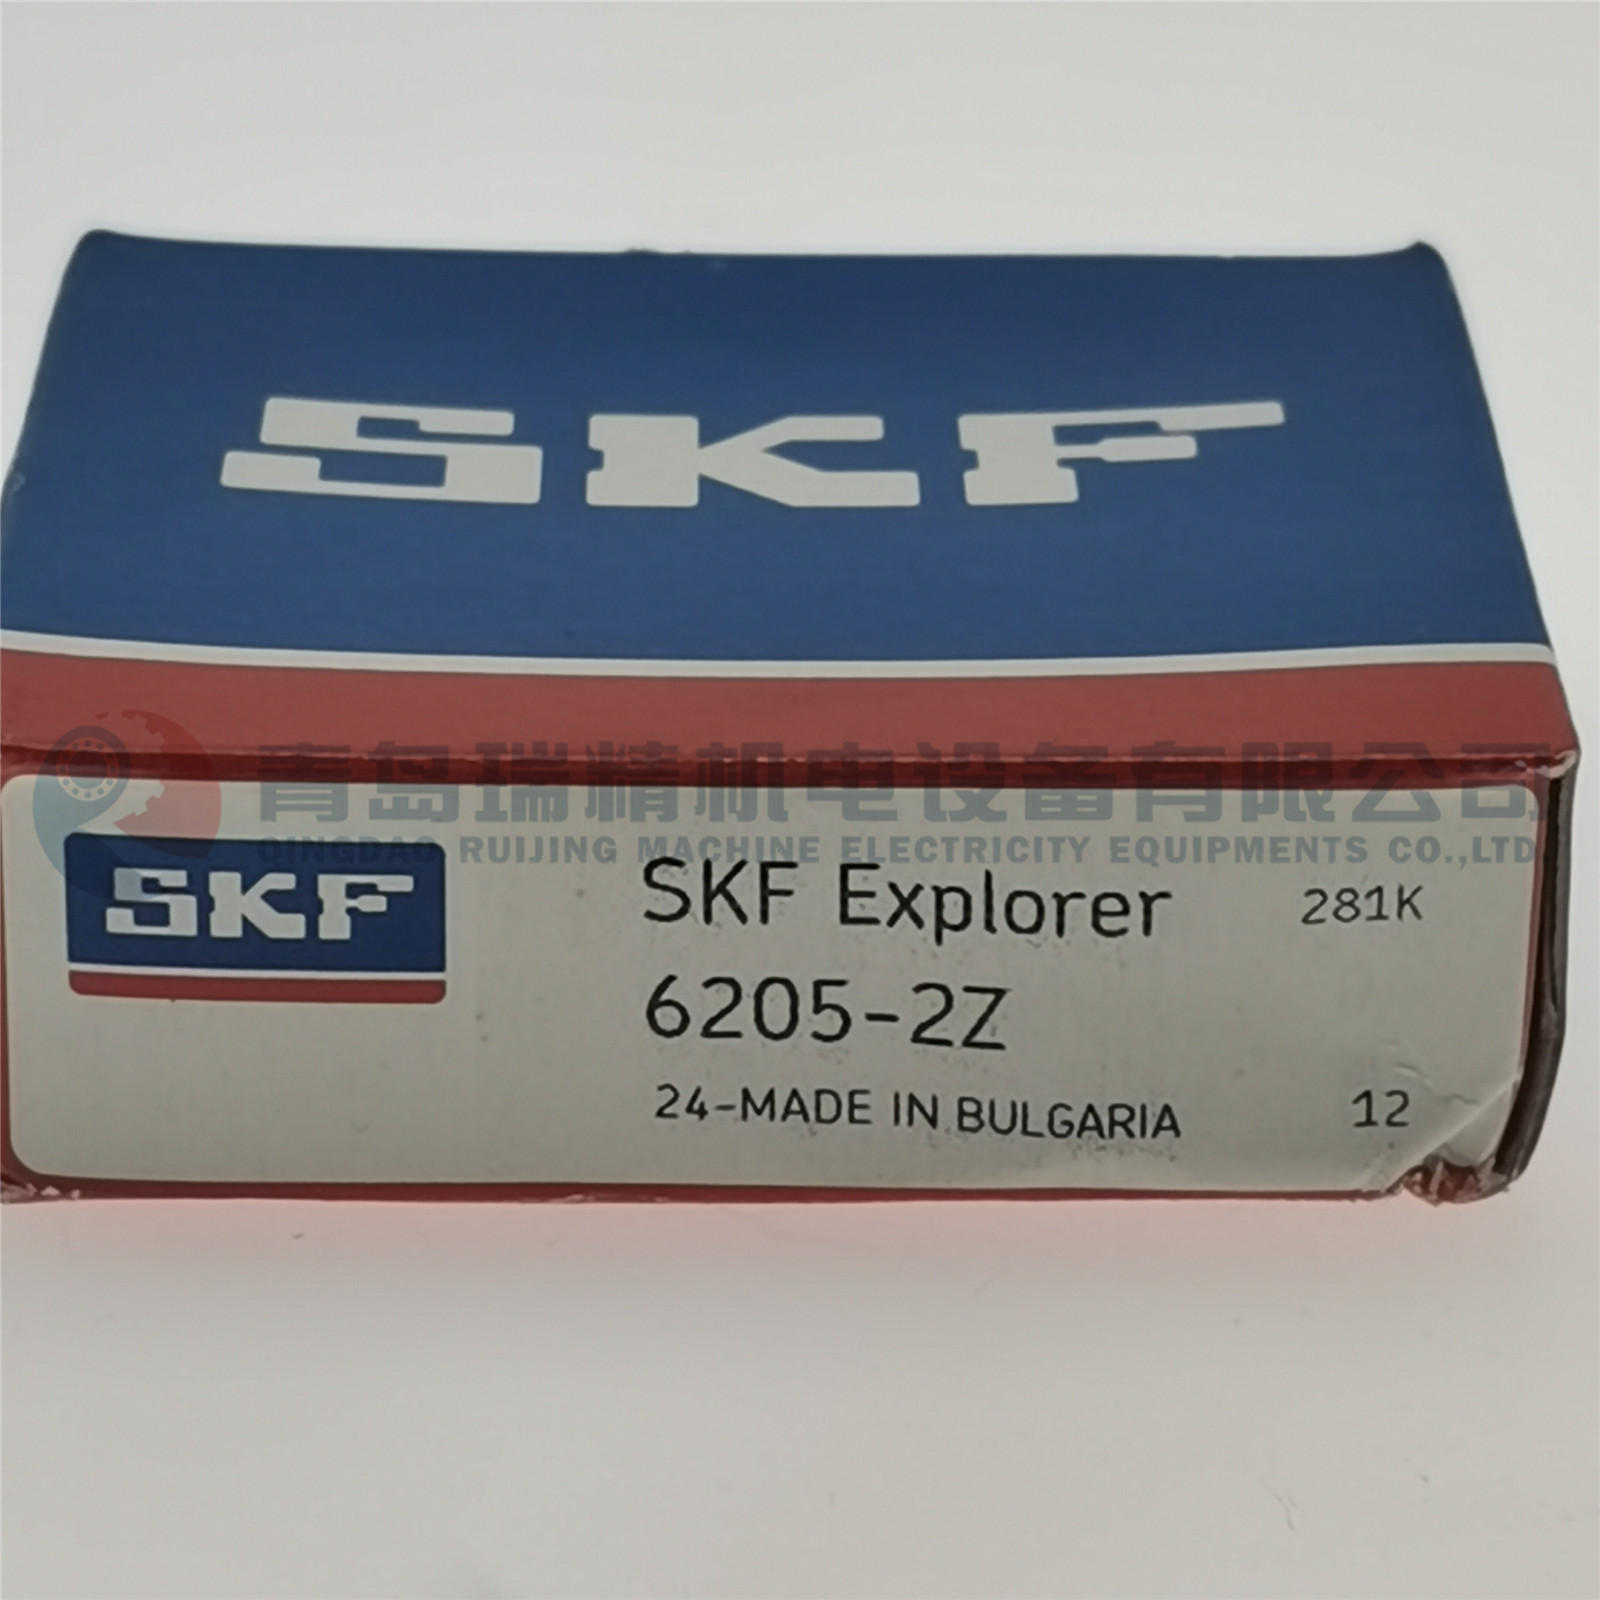 SKF
青岛瑞精机电设备有限公司
QINGDAO RUIJING MACHINE ELECTRICITY EQUIPMENTS CO.,LTD
SKF
SKF Explorer 281K
6205-2Z
24-MADE IN BULGARIA 12